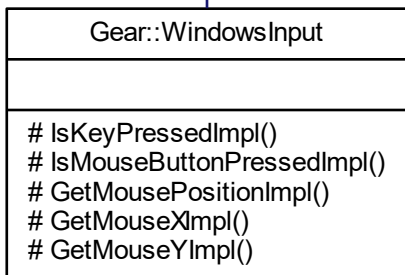 Gear::WindowsInput
# IsKeyPressedImpl()
# IsMouseButtonPressedImpl()
# GetMousePositionImpl()
# GetMouseXImpl()
# GetMouseYImpl()